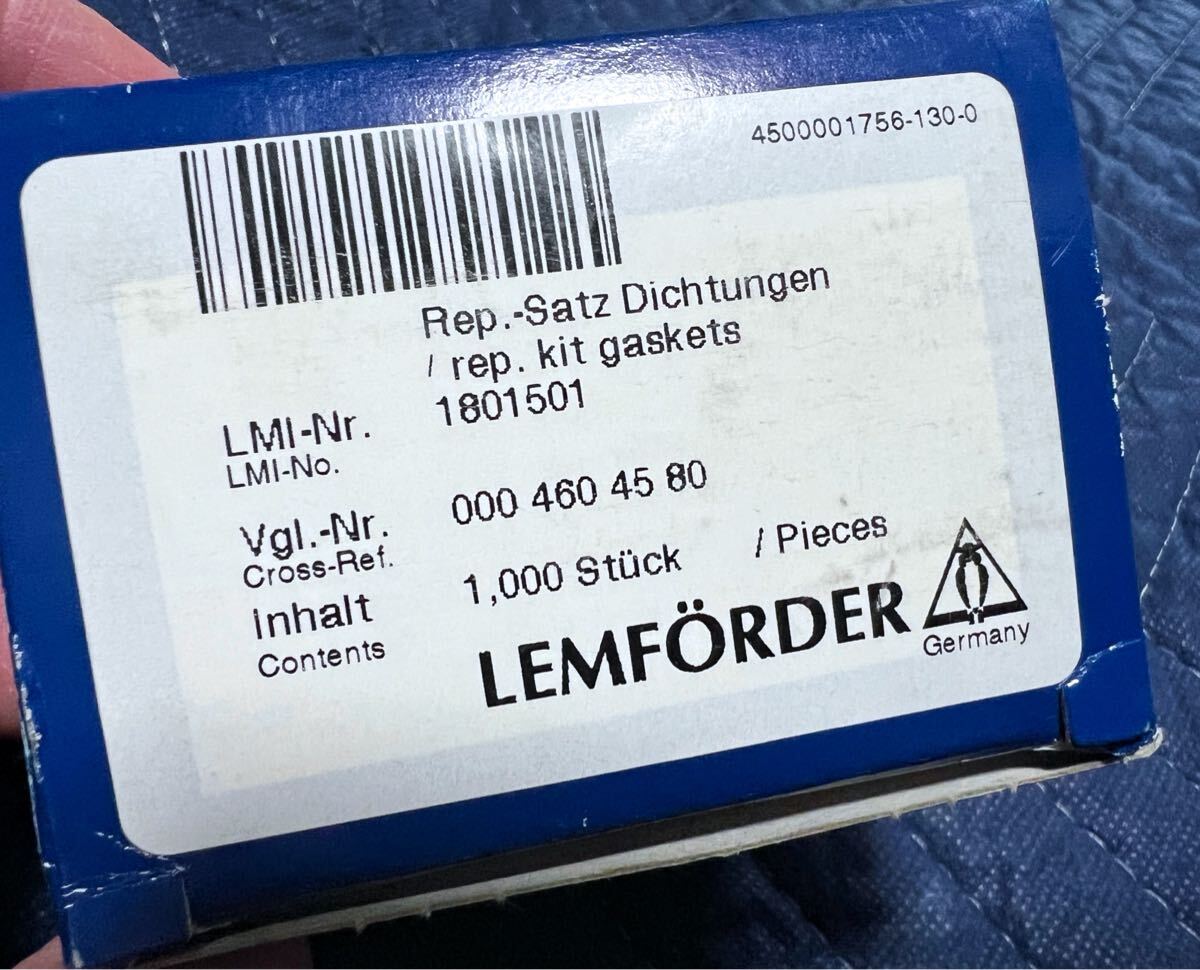 4500001756-130-0
Rep.-Satz Dichtungen
/ rep. kit gaskets
LMI-Nr. 1801501
LMI-No.
Vgl.-Nr. 000 460 45 80
Cross-Ref.
Inhalt 1,000 Stück / Pieces
Contents
LEMFÖRDER
Germany